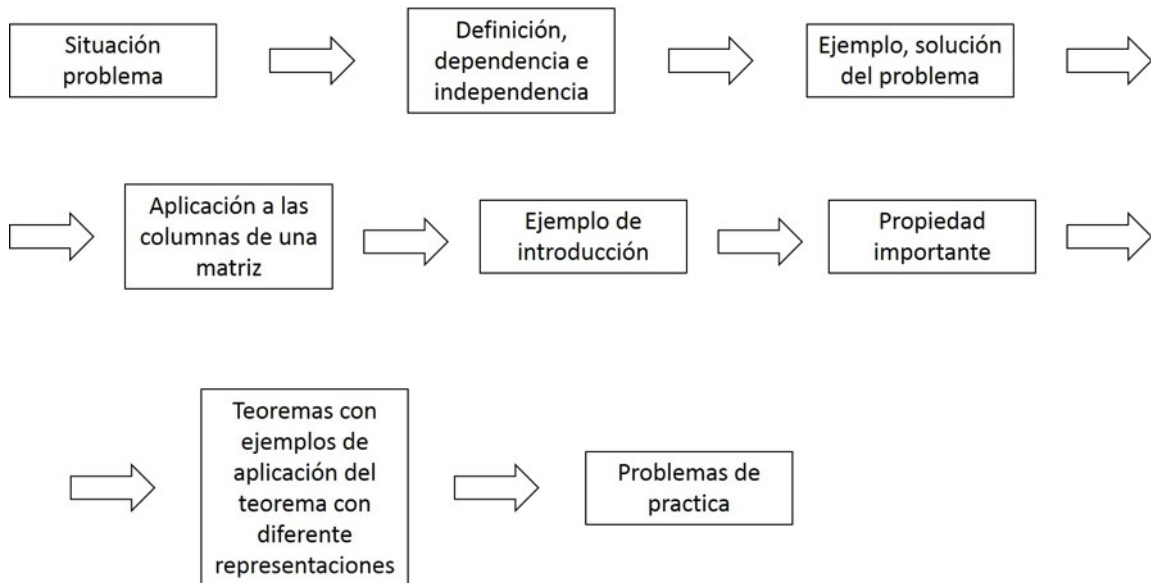 Situación
problema
Definición,
dependencia e
independencia
Ejemplo, solución
del problema
Aplicación a las
columnas de una
matriz
Ejemplo de
introducción
Propiedad
importante
Teoremas con
ejemplos de
aplicación del
teorema con
diferente
representaciones
Problemas de
practica